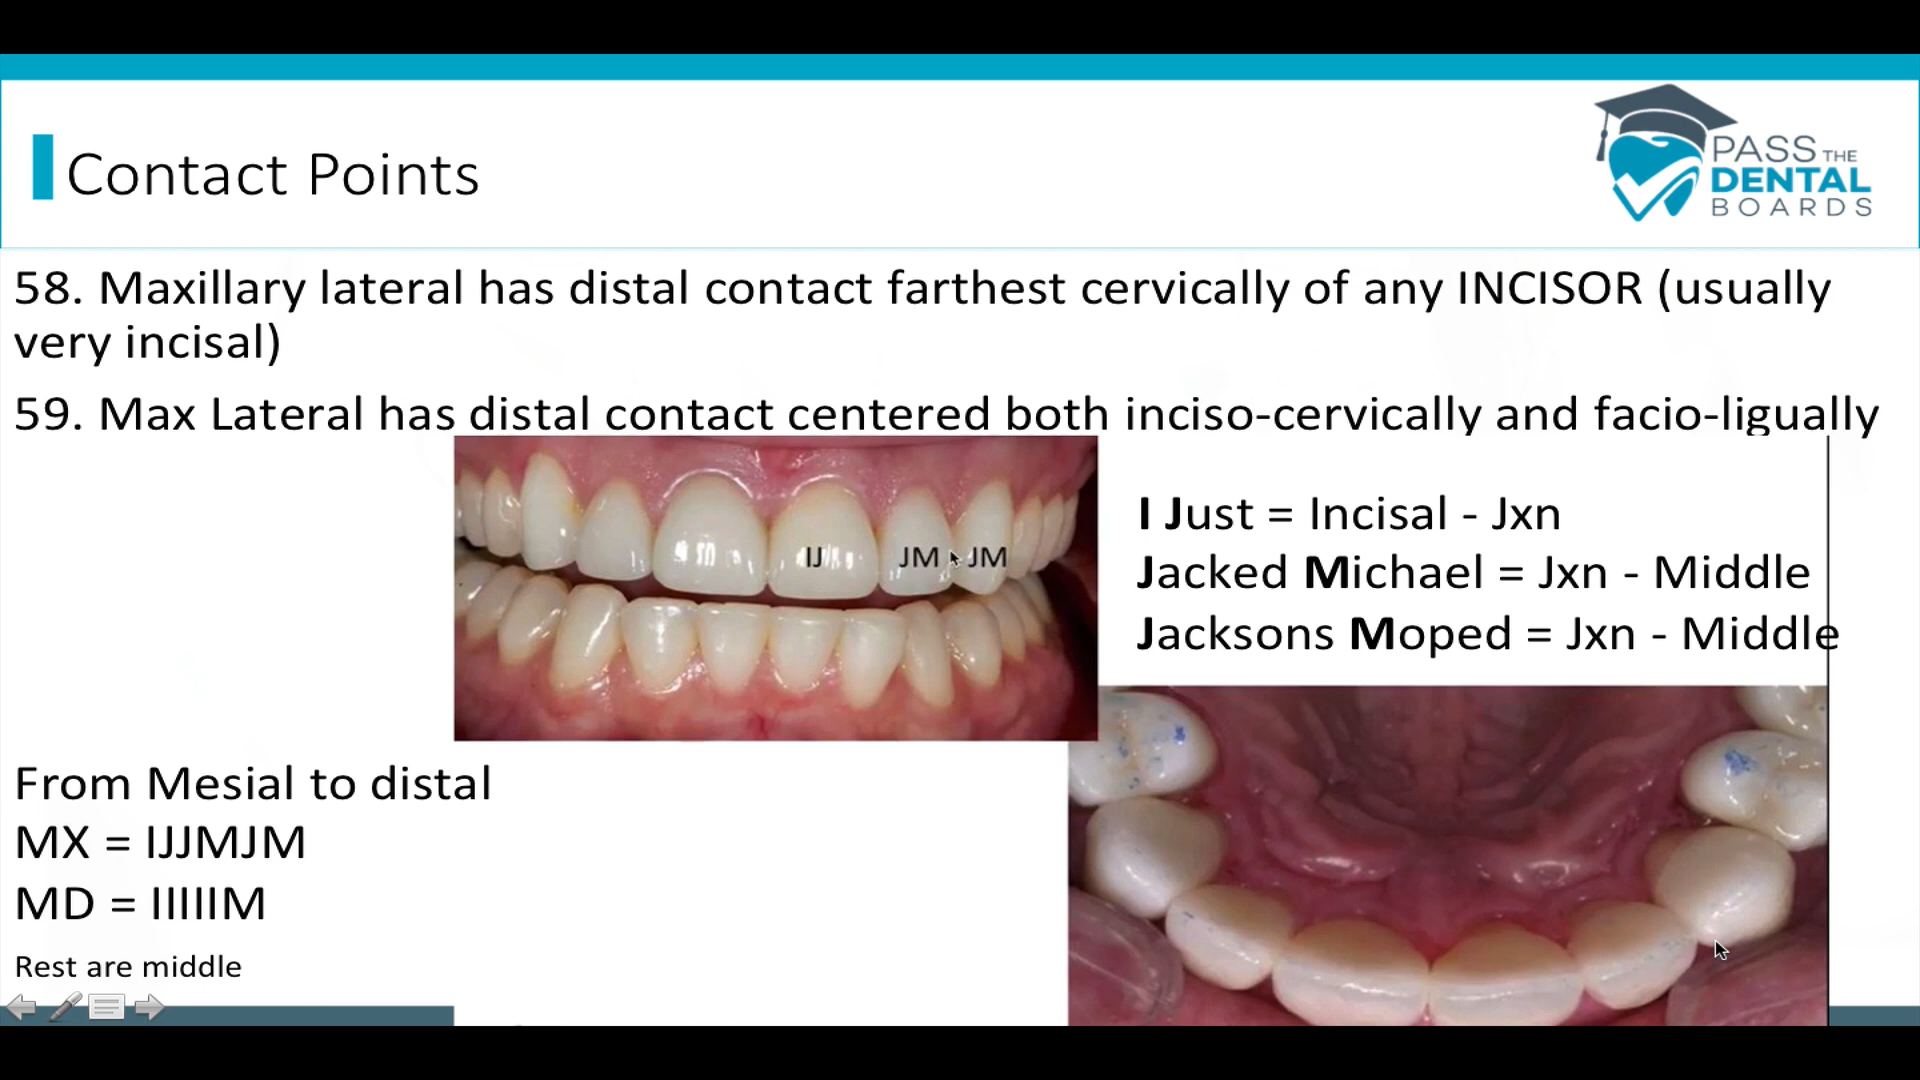 Contact Points
PASS THE
DENTAL
BOARDS
58. Maxillary lateral has distal contact farthest cervically of any INCISOR (usually
very incisal)
59. Max Lateral has distal contact centered both inciso-cervically and facio-ligually
IJ JM JM
I Just = Incisal - Jxn
Jacked Michael = Jxn - Middle
Jacksons Moped = Jxn - Middle
From Mesial to distal
MX = IJJMJM
MD = IIIIIM
Rest are middle